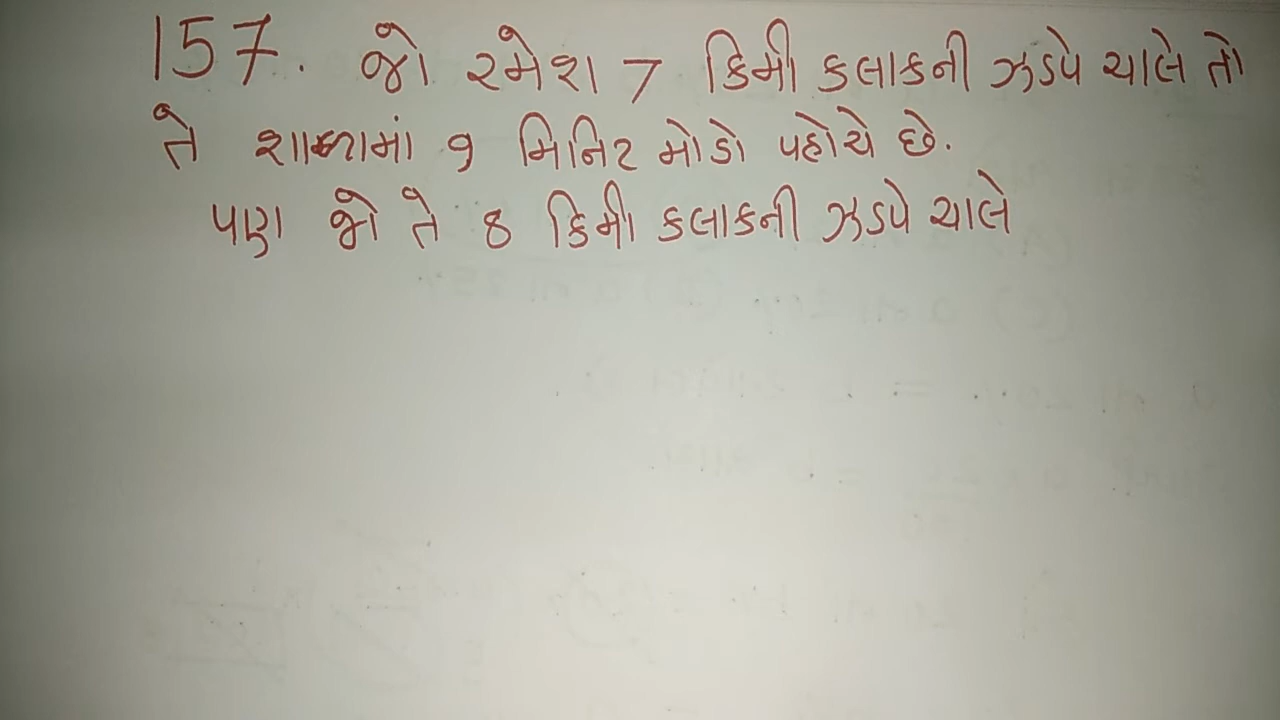 157. જો રમેશ 7 કિમી કલાકની ઝડપે ચાલે તો
તે શાળામાં 9 મિનિટ મોડો પહોચે છે.
પણ જો તે 8 કિમી કલાકની ઝડપે ચાલે